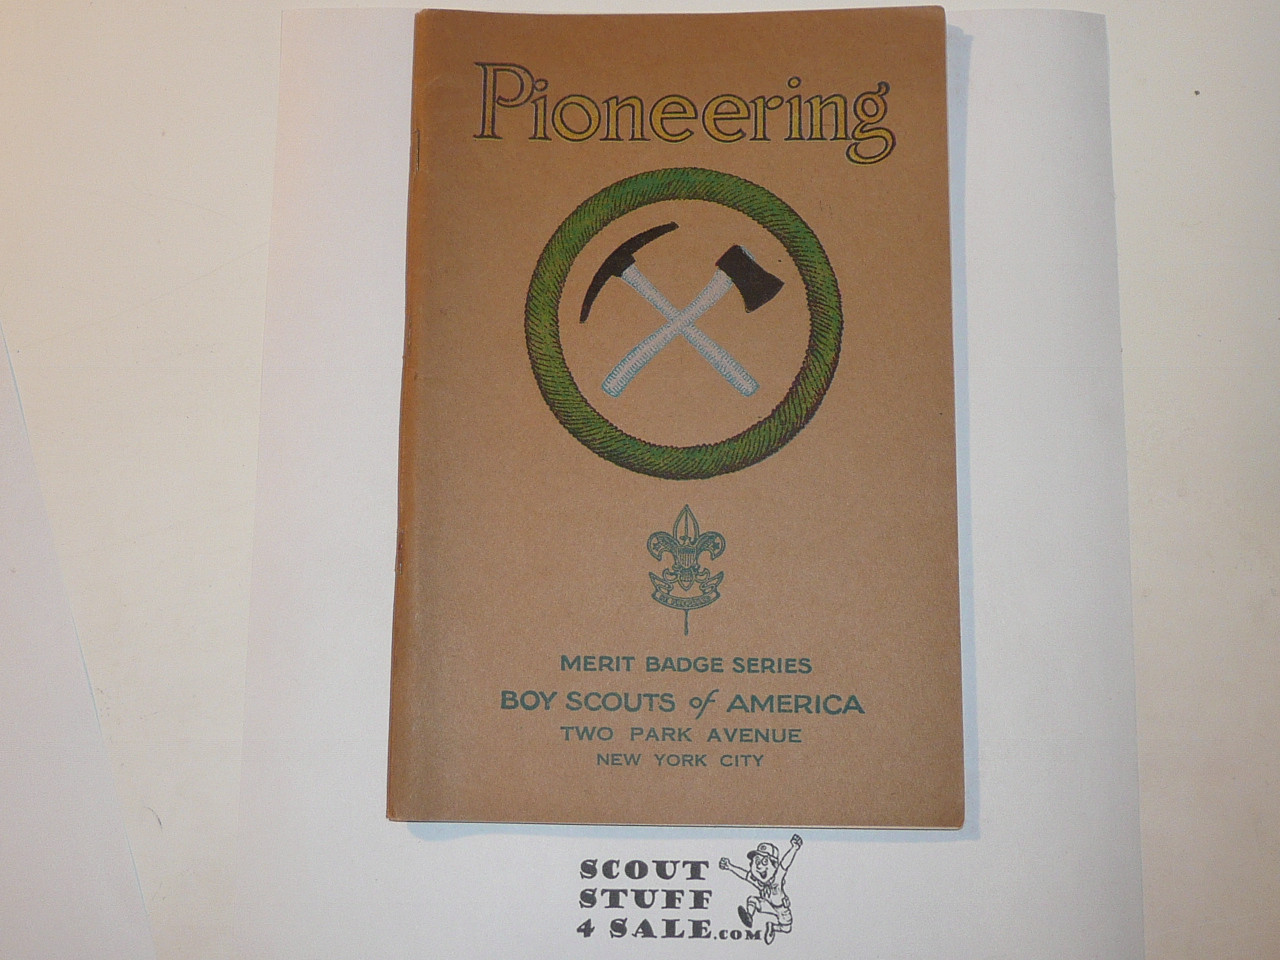 Pioneering
MERIT BADGE SERIES
BOY SCOUTS of AMERICA
TWO PARK AVENUE
NEW YORK CITY
SCOUT
STUFF
4 SALE.com